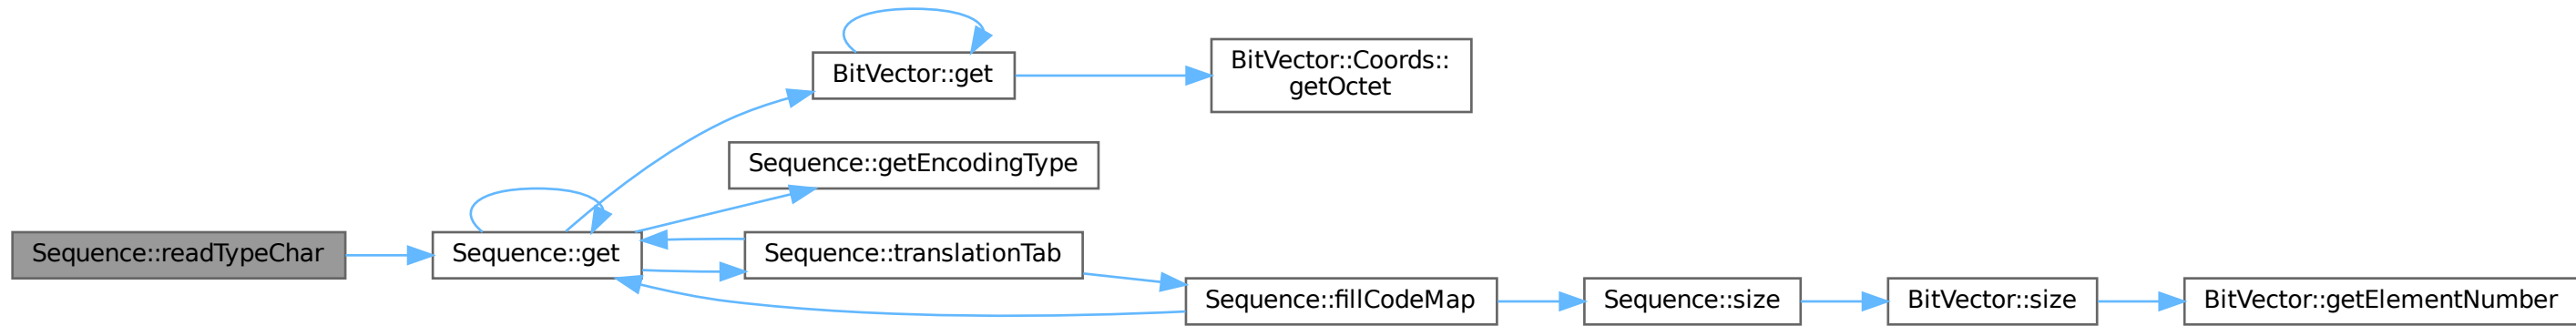 BitVector::get
BitVector::Coords::
getOctet
Sequence::getEncodingType
Sequence::readTypeChar
Sequence::get
Sequence::translationTab
Sequence::fillCodeMap
Sequence::size
BitVector::size
BitVector::getElementNumber